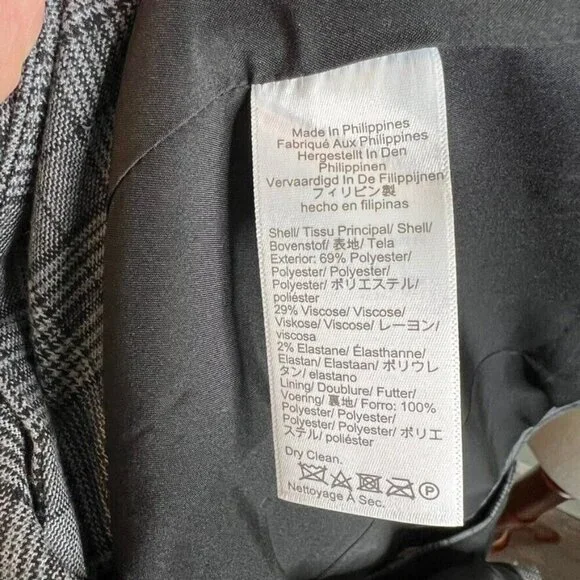 Made In Philippines
Fabriqué Aux Philippines
Hergestellt In Den
Philippinen
Vervaardigd In De Filippijnen
フィリピン製
hecho en filipinas
Shell/ Tissu Principal/ Shell/
Bovenstof/ 表地/ Tela
Exterior: 69% Polyester/
Polyester/ Polyester/
Polyester/ ポリエステル/
poliéster
29% Viscose/ Viscose/
Viskose/ Viscose/ レーヨン/
viscosa
2% Elastane/ Élasthanne/
Elastan/ Elastaan/ ポリウレ
タン/ elastano
Lining/ Doublure/ Futter/
Voering/ 裏地/ Forro: 100%
Polyester/ Polyester/
Polyester/ Polyester/ ポリエ
ステル/ poliéster
Dry Clean.
P
Nettoyage À Sec.